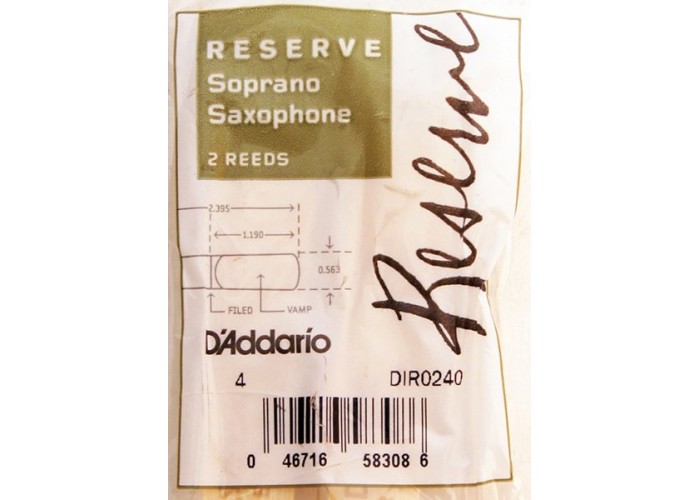 RESERVE
Soprano
Saxophone
2 REEDS
Reserve
2.395
1.190
0.563
FILED
VAMP
D'Addario
4
DIR0240
0 46716 58308 6